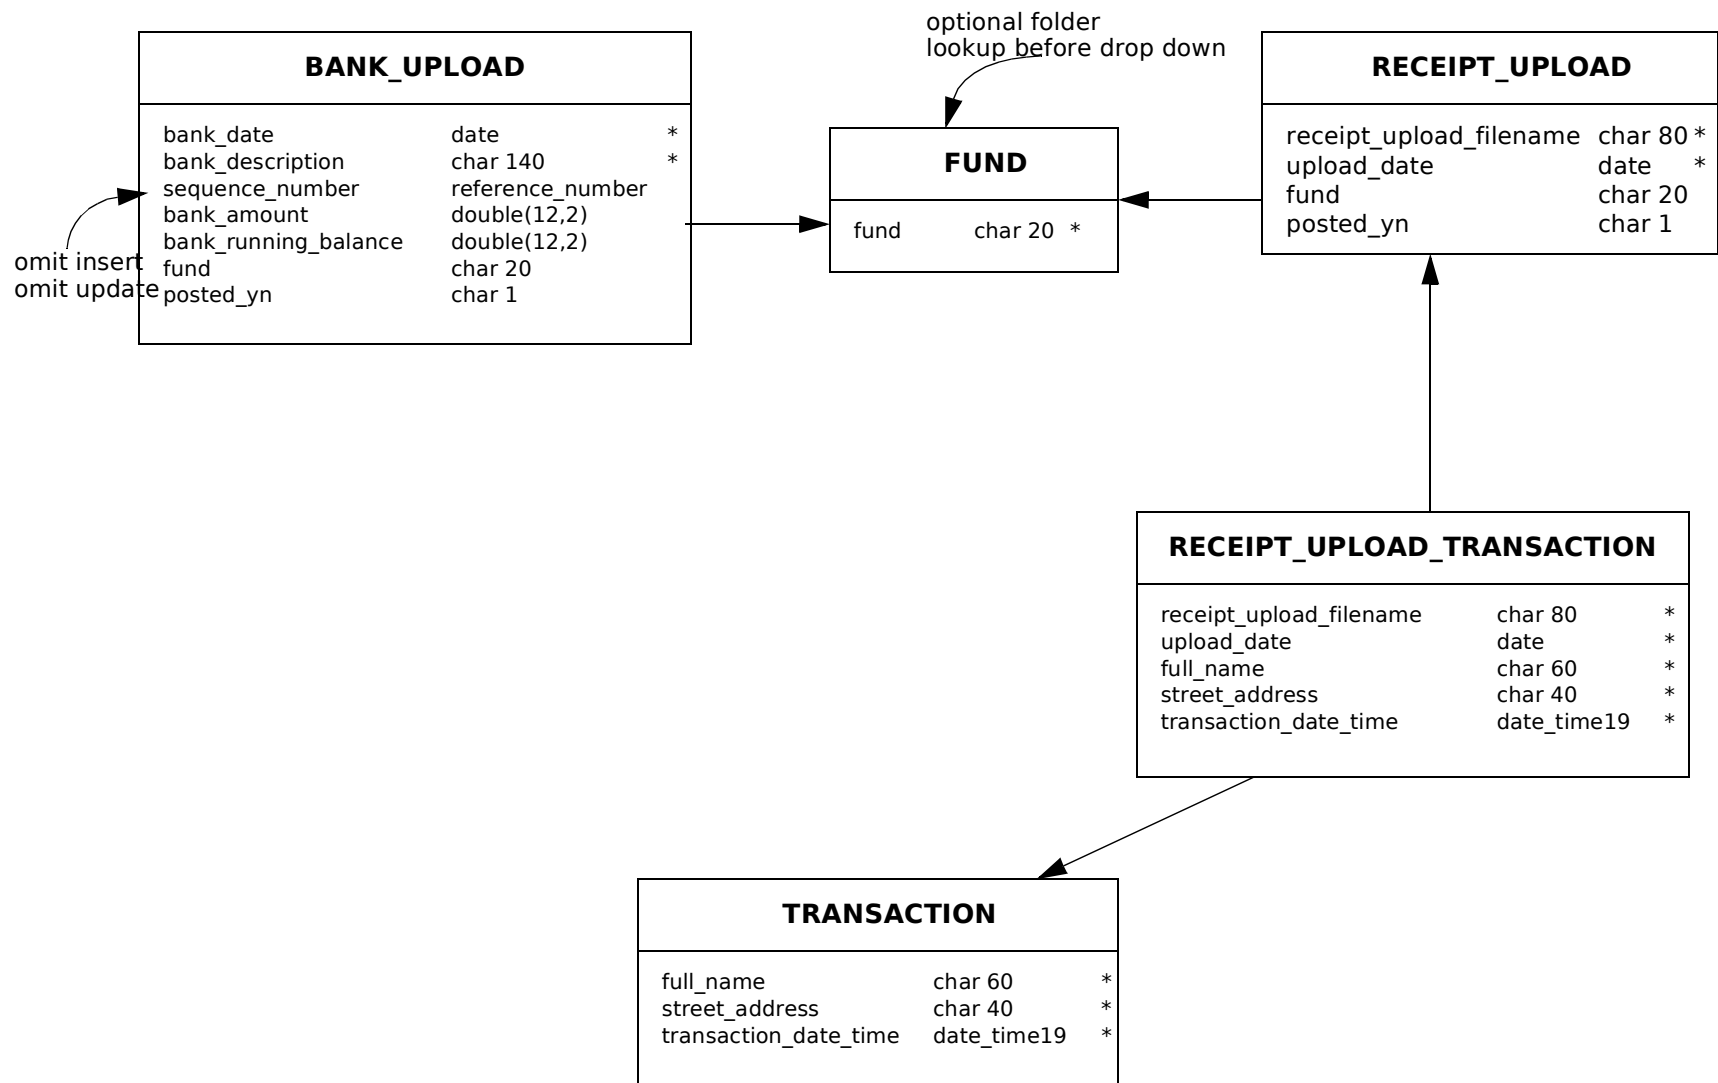 optional folder
lookup before drop down
BANK_UPLOAD
bank_date date *
bank_description char 140 *
sequence_number reference_number
bank_amount double(12,2)
bank_running_balance double(12,2)
fund char 20
posted_yn char 1
omit insert
omit update
FUND
fund char 20 *
RECEIPT_UPLOAD
receipt_upload_filename char 80 *
upload_date date *
fund char 20
posted_yn char 1
RECEIPT_UPLOAD_TRANSACTION
receipt_upload_filename char 80 *
upload_date date *
full_name char 60 *
street_address char 40 *
transaction_date_time date_time19 *
TRANSACTION
full_name char 60 *
street_address char 40 *
transaction_date_time date_time19 *